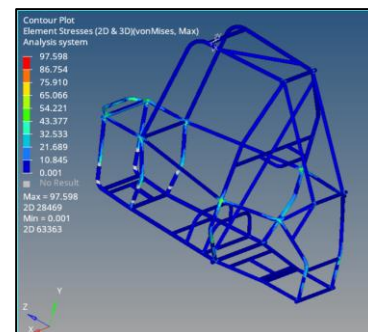 Contour Plot
Element Stresses (2D & 3D)(vonMises, Max)
Analysis system
97.598
86.754
75.910
65.066
54.221
43.377
32.533
21.689
10.845
0.001
No Result
Max = 97.598
2D 28469
Min = 0.001
2D 63363
Y
Z
X